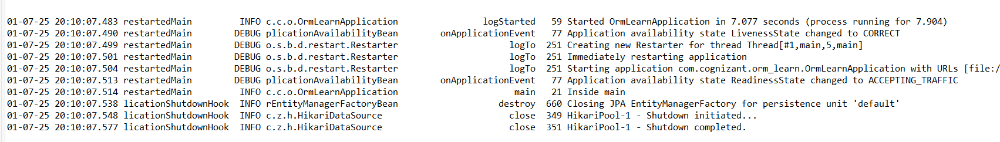 01-07-25 20:10:07.483 restartedMain INFO c.c.o.OrmLearnApplication logStarted 59 Started OrmLearnApplication in 7.077 seconds (process running for 7.904)
01-07-25 20:10:07.490 restartedMain DEBUG plicationAvailabilityBean onApplicationEvent 77 Application availability state LivenessState changed to CORRECT
01-07-25 20:10:07.499 restartedMain DEBUG o.s.b.d.restart.Restarter logTo 251 Creating new Restarter for thread Thread[#1,main,5,main]
01-07-25 20:10:07.501 restartedMain DEBUG o.s.b.d.restart.Restarter logTo 251 Immediately restarting application
01-07-25 20:10:07.504 restartedMain DEBUG o.s.b.d.restart.Restarter logTo 251 Starting application com.cognizant.orm_learn.OrmLearnApplication with URLs [file:/
01-07-25 20:10:07.513 restartedMain DEBUG plicationAvailabilityBean onApplicationEvent 77 Application availability state ReadinessState changed to ACCEPTING_TRAFFIC
01-07-25 20:10:07.514 restartedMain INFO c.c.o.OrmLearnApplication main 21 Inside main
01-07-25 20:10:07.538 licationShutdownHook INFO rEntityManagerFactoryBean destroy 660 Closing JPA EntityManagerFactory for persistence unit 'default'
01-07-25 20:10:07.548 licationShutdownHook INFO c.z.h.HikariDataSource close 349 HikariPool-1 - Shutdown initiated...
01-07-25 20:10:07.577 licationShutdownHook INFO c.z.h.HikariDataSource close 351 HikariPool-1 - Shutdown completed.